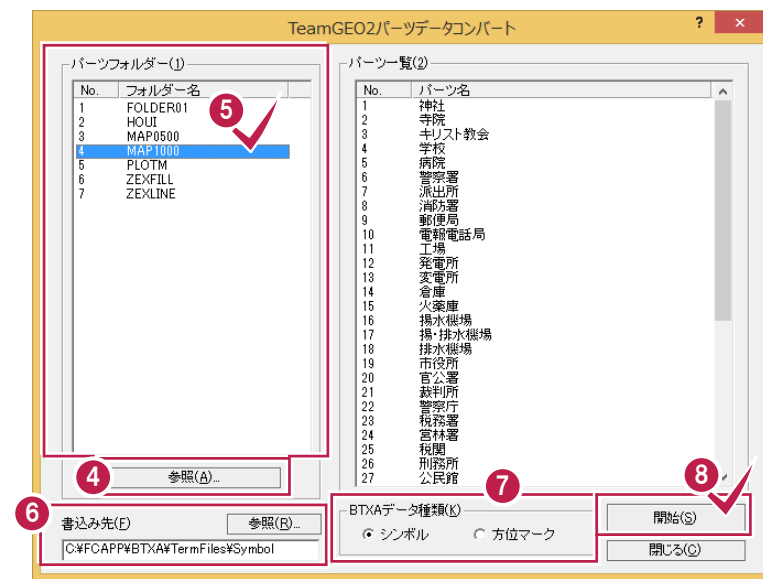 TeamGEO2パーツデータコンバート
? ×
パーツフォルダー(1)
No. フォルダー名
1 FOLDER01
2 HOUI
3 MAP0500
4 MAP1000
5 PLOTM
6 ZEXFILL
7 ZEXLINE
5
4
参照(A)...
6
書込み先(F)
参照(R)...
C:¥FCAPP¥BTXA¥TermFiles¥Symbol
パーツ一覧(2)
No. パーツ名
1 神社
2 寺院
3 キリスト教会
4 学校
5 病院
6 警察署
7 派出所
8 消防署
9 郵便局
10 電報電話局
11 工場
12 発電所
13 変電所
14 倉庫
15 火薬庫
16 揚水機場
17 揚・排水機場
18 排水機場
19 市役所
20 官公署
21 裁判所
22 警察庁
23 税務署
24 営林署
25 税関
26 刑務所
27 公民館
7
BTXAデータ種類(K)
シンボル
方位マーク
8
開始(S)
閉じる(C)